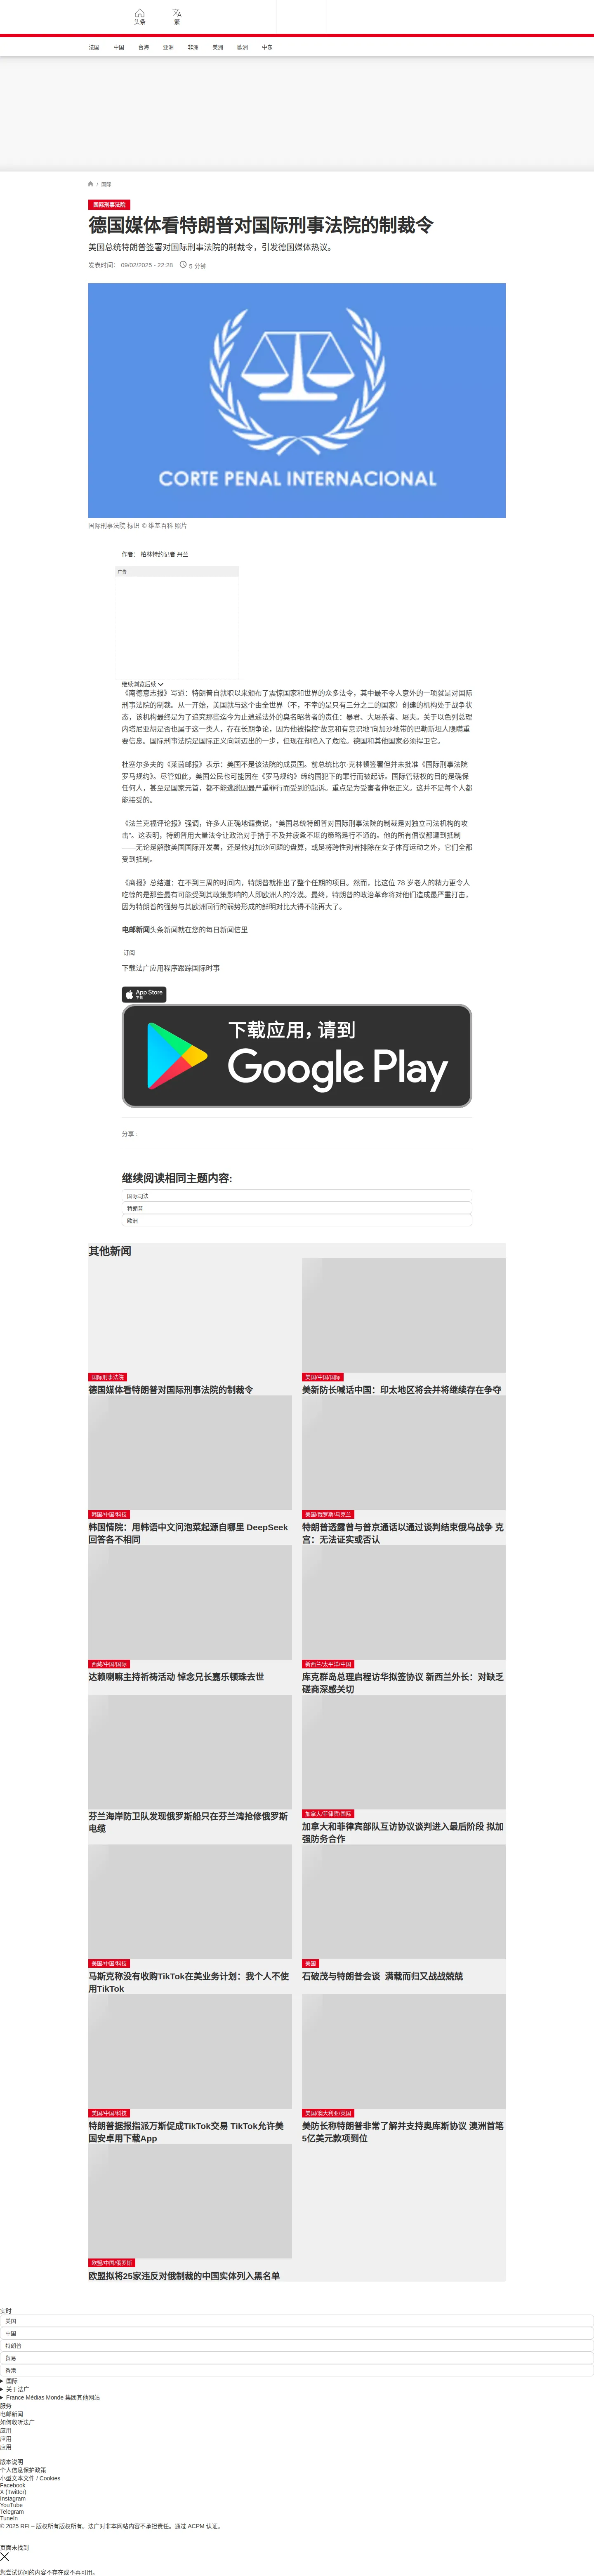 头条
繁
法国 中国 台海 亚洲 非洲 美洲 欧洲 中东
/ 国际
国际刑事法院
德国媒体看特朗普对国际刑事法院的制裁令
美国总统特朗普签署对国际刑事法院的制裁令，引发德国媒体热议。
发表时间： 09/02/2025 - 22:28 5 分钟
CORTE PENAL INTERNACIONAL
国际刑事法院 标识 © 维基百科 照片
作者： 柏林特约记者 丹兰
广告
继续浏览后续
《南德意志报》写道：特朗普自就职以来颁布了震惊国家和世界的众多法令，其中最不令人意外的一项就是对国际
刑事法院的制裁。从一开始，美国就与这个由全世界（不，不幸的是只有三分之二的国家）创建的机构处于战争状
态，该机构最终是为了追究那些迄今为止逍遥法外的臭名昭著者的责任：暴君、大屠杀者、屠夫。关于以色列总理
内塔尼亚胡是否也属于这一类人，存在长期争论，因为他被指控“故意和有意识地”向加沙地带的巴勒斯坦人隐瞒重
要信息。国际刑事法院是国际正义向前迈出的一步，但现在却陷入了危险。德国和其他国家必须捍卫它。
杜塞尔多夫的《莱茵邮报》表示：美国不是该法院的成员国。前总统比尔·克林顿签署但并未批准《国际刑事法院
罗马规约》。尽管如此，美国公民也可能因在《罗马规约》缔约国犯下的罪行而被起诉。国际管辖权的目的是确保
任何人，甚至是国家元首，都不能逃脱因最严重罪行而受到的起诉。重点是为受害者伸张正义。这并不是每个人都
能接受的。
《法兰克福评论报》强调，许多人正确地谴责说，“美国总统特朗普对国际刑事法院的制裁是对独立司法机构的攻
击”。这表明，特朗普用大量法令让政治对手措手不及并疲惫不堪的策略是行不通的。他的所有倡议都遭到抵制
——无论是解散美国国际开发署，还是他对加沙问题的盘算，或是将跨性别者排除在女子体育运动之外，它们全都
受到抵制。
《商报》总结道：在不到三周的时间内，特朗普就推出了整个任期的项目。然而，比这位 78 岁老人的精力更令人
吃惊的是那些最有可能受到其政策影响的人即欧洲人的冷漠。最终，特朗普的政治革命将对他们造成最严重打击，
因为特朗普的强势与其欧洲同行的弱势形成的鲜明对比大得不能再大了。
电邮新闻头条新闻就在您的每日新闻信里
订阅
下载法广应用程序跟踪国际时事
App Store
下载
下载应用，请到
Google Play
分享 :
继续阅读相同主题内容:
国际司法
特朗普
欧洲
其他新闻
国际刑事法院
德国媒体看特朗普对国际刑事法院的制裁令
美国/中国/国际
美新防长喊话中国：印太地区将会并将继续存在争夺
韩国/中国/科技
韩国情院：用韩语中文问泡菜起源自哪里 DeepSeek
回答各不相同
美国/俄罗斯/乌克兰
特朗普透露曾与普京通话以通过谈判结束俄乌战争 克
宫：无法证实或否认
西藏/中国/国际
达赖喇嘛主持祈祷活动 悼念兄长嘉乐顿珠去世
新西兰/太平洋/中国
库克群岛总理启程访华拟签协议 新西兰外长：对缺乏
磋商深感关切
芬兰海岸防卫队发现俄罗斯船只在芬兰湾抢修俄罗斯
电缆
加拿大/菲律宾/国际
加拿大和菲律宾部队互访协议谈判进入最后阶段 拟加
强防务合作
美国/中国/科技
马斯克称没有收购TikTok在美业务计划：我个人不使
用TikTok
美国
石破茂与特朗普会谈 满载而归又战战兢兢
美国/中国/科技
特朗普据报指派万斯促成TikTok交易 TikTok允许美
国安卓用下载App
美国/澳大利亚/英国
美防长称特朗普非常了解并支持奥库斯协议 澳洲首笔
5亿美元款项到位
欧盟/中国/俄罗斯
欧盟拟将25家违反对俄制裁的中国实体列入黑名单
实时
美国
中国
特朗普
贸易
香港
国际
关于法广
France Médias Monde 集团其他网站
服务
电邮新闻
如何收听法广
应用
应用
应用
版本说明
个人信息保护政策
小型文本文件 / Cookies
Facebook
X (Twitter)
Instagram
YouTube
Telegram
TuneIn
© 2025 RFI – 版权所有版权所有。法广对非本网站内容不承担责任。通过 ACPM 认证。
页面未找到
您尝试访问的内容不存在或不再可用。